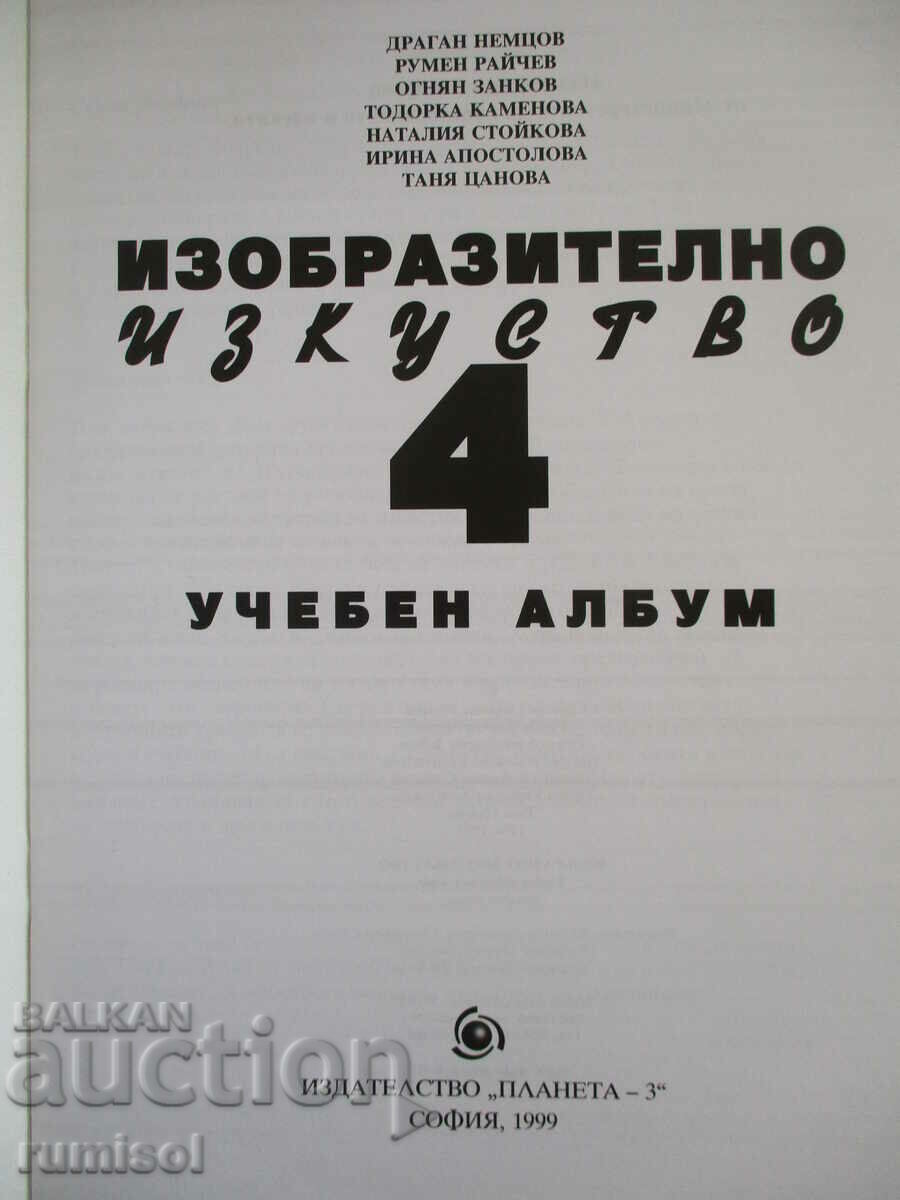 ДРАГАН НЕМЦОВ
РУМЕН РАЙЧЕВ
ОГНЯН ЗАНКОВ
ТОДОРКА КАМЕНОВА
НАТАЛИЯ СТОЙКОВА
ИРИНА АПОСТОЛОВА
ТАНЯ ЦАНОВА
ИЗОБРАЗИТЕЛНО
ИЗКУСТВО
4
УЧЕБЕН АЛБУМ
ИЗДАТЕЛСТВО „ПЛАНЕТА – 3“
СОФИЯ, 1999
BALKAN
auction
rumisol